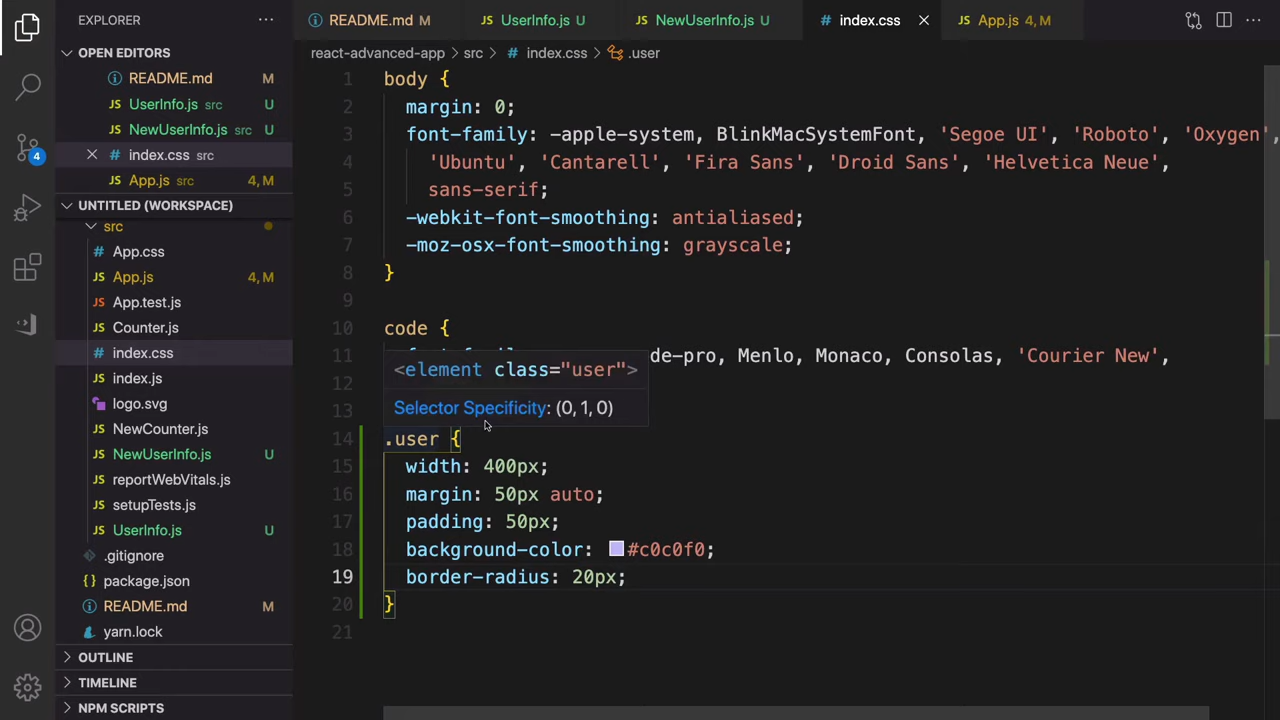 EXPLORER
README.md M
UserInfo.js U
NewUserInfo.js U
index.css
App.js 4, M
OPEN EDITORS
README.md M
UserInfo.js src U
NewUserInfo.js src U
index.css src
App.js src 4, M
4
UNTITLED (WORKSPACE)
src
App.css
App.js 4, M
App.test.js
Counter.js
index.css
index.js
logo.svg
NewCounter.js
NewUserInfo.js U
reportWebVitals.js
setupTests.js
UserInfo.js U
.gitignore
package.json
README.md M
yarn.lock
OUTLINE
TIMELINE
NPM SCRIPTS
react-advanced-app > src > # index.css > .user
1 body {
2 margin: 0;
3 font-family: -apple-system, BlinkMacSystemFont, 'Segoe UI', 'Roboto', 'Oxygen',
4 'Ubuntu', 'Cantarell', 'Fira Sans', 'Droid Sans', 'Helvetica Neue',
5 sans-serif;
6 -webkit-font-smoothing: antialiased;
7 -moz-osx-font-smoothing: grayscale;
8 }
9
10 code {
11 de-pro, Menlo, Monaco, Consolas, 'Courier New',
<element class="user">
12
Selector Specificity: (0, 1, 0)
13
14 .user {
15 width: 400px;
16 margin: 50px auto;
17 padding: 50px;
18 background-color: #c0c0f0;
19 border-radius: 20px;
20 }
21